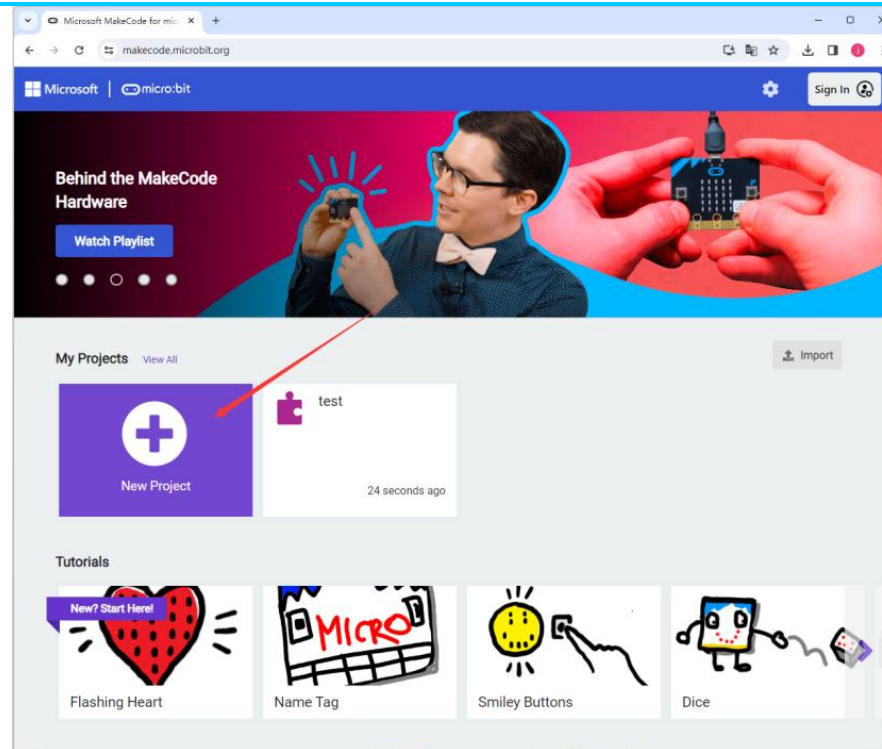 Microsoft MakeCode for mic
makecode.microbit.org
Microsoft | micro:bit
Sign In
Behind the MakeCode
Hardware
Watch Playlist
My Projects View All
Import
New Project
test
24 seconds ago
Tutorials
New? Start Here!
MICRO
Flashing Heart
Name Tag
Smiley Buttons
Dice